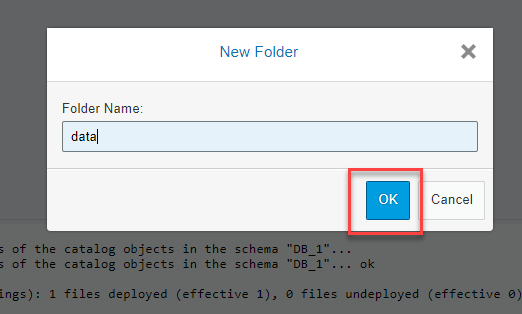 New Folder
Folder Name:
data
OK Cancel
s of the catalog objects in the schema "DB_1"...
s of the catalog objects in the schema "DB_1"... ok
ings): 1 files deployed (effective 1), 0 files undeployed (effective 0)